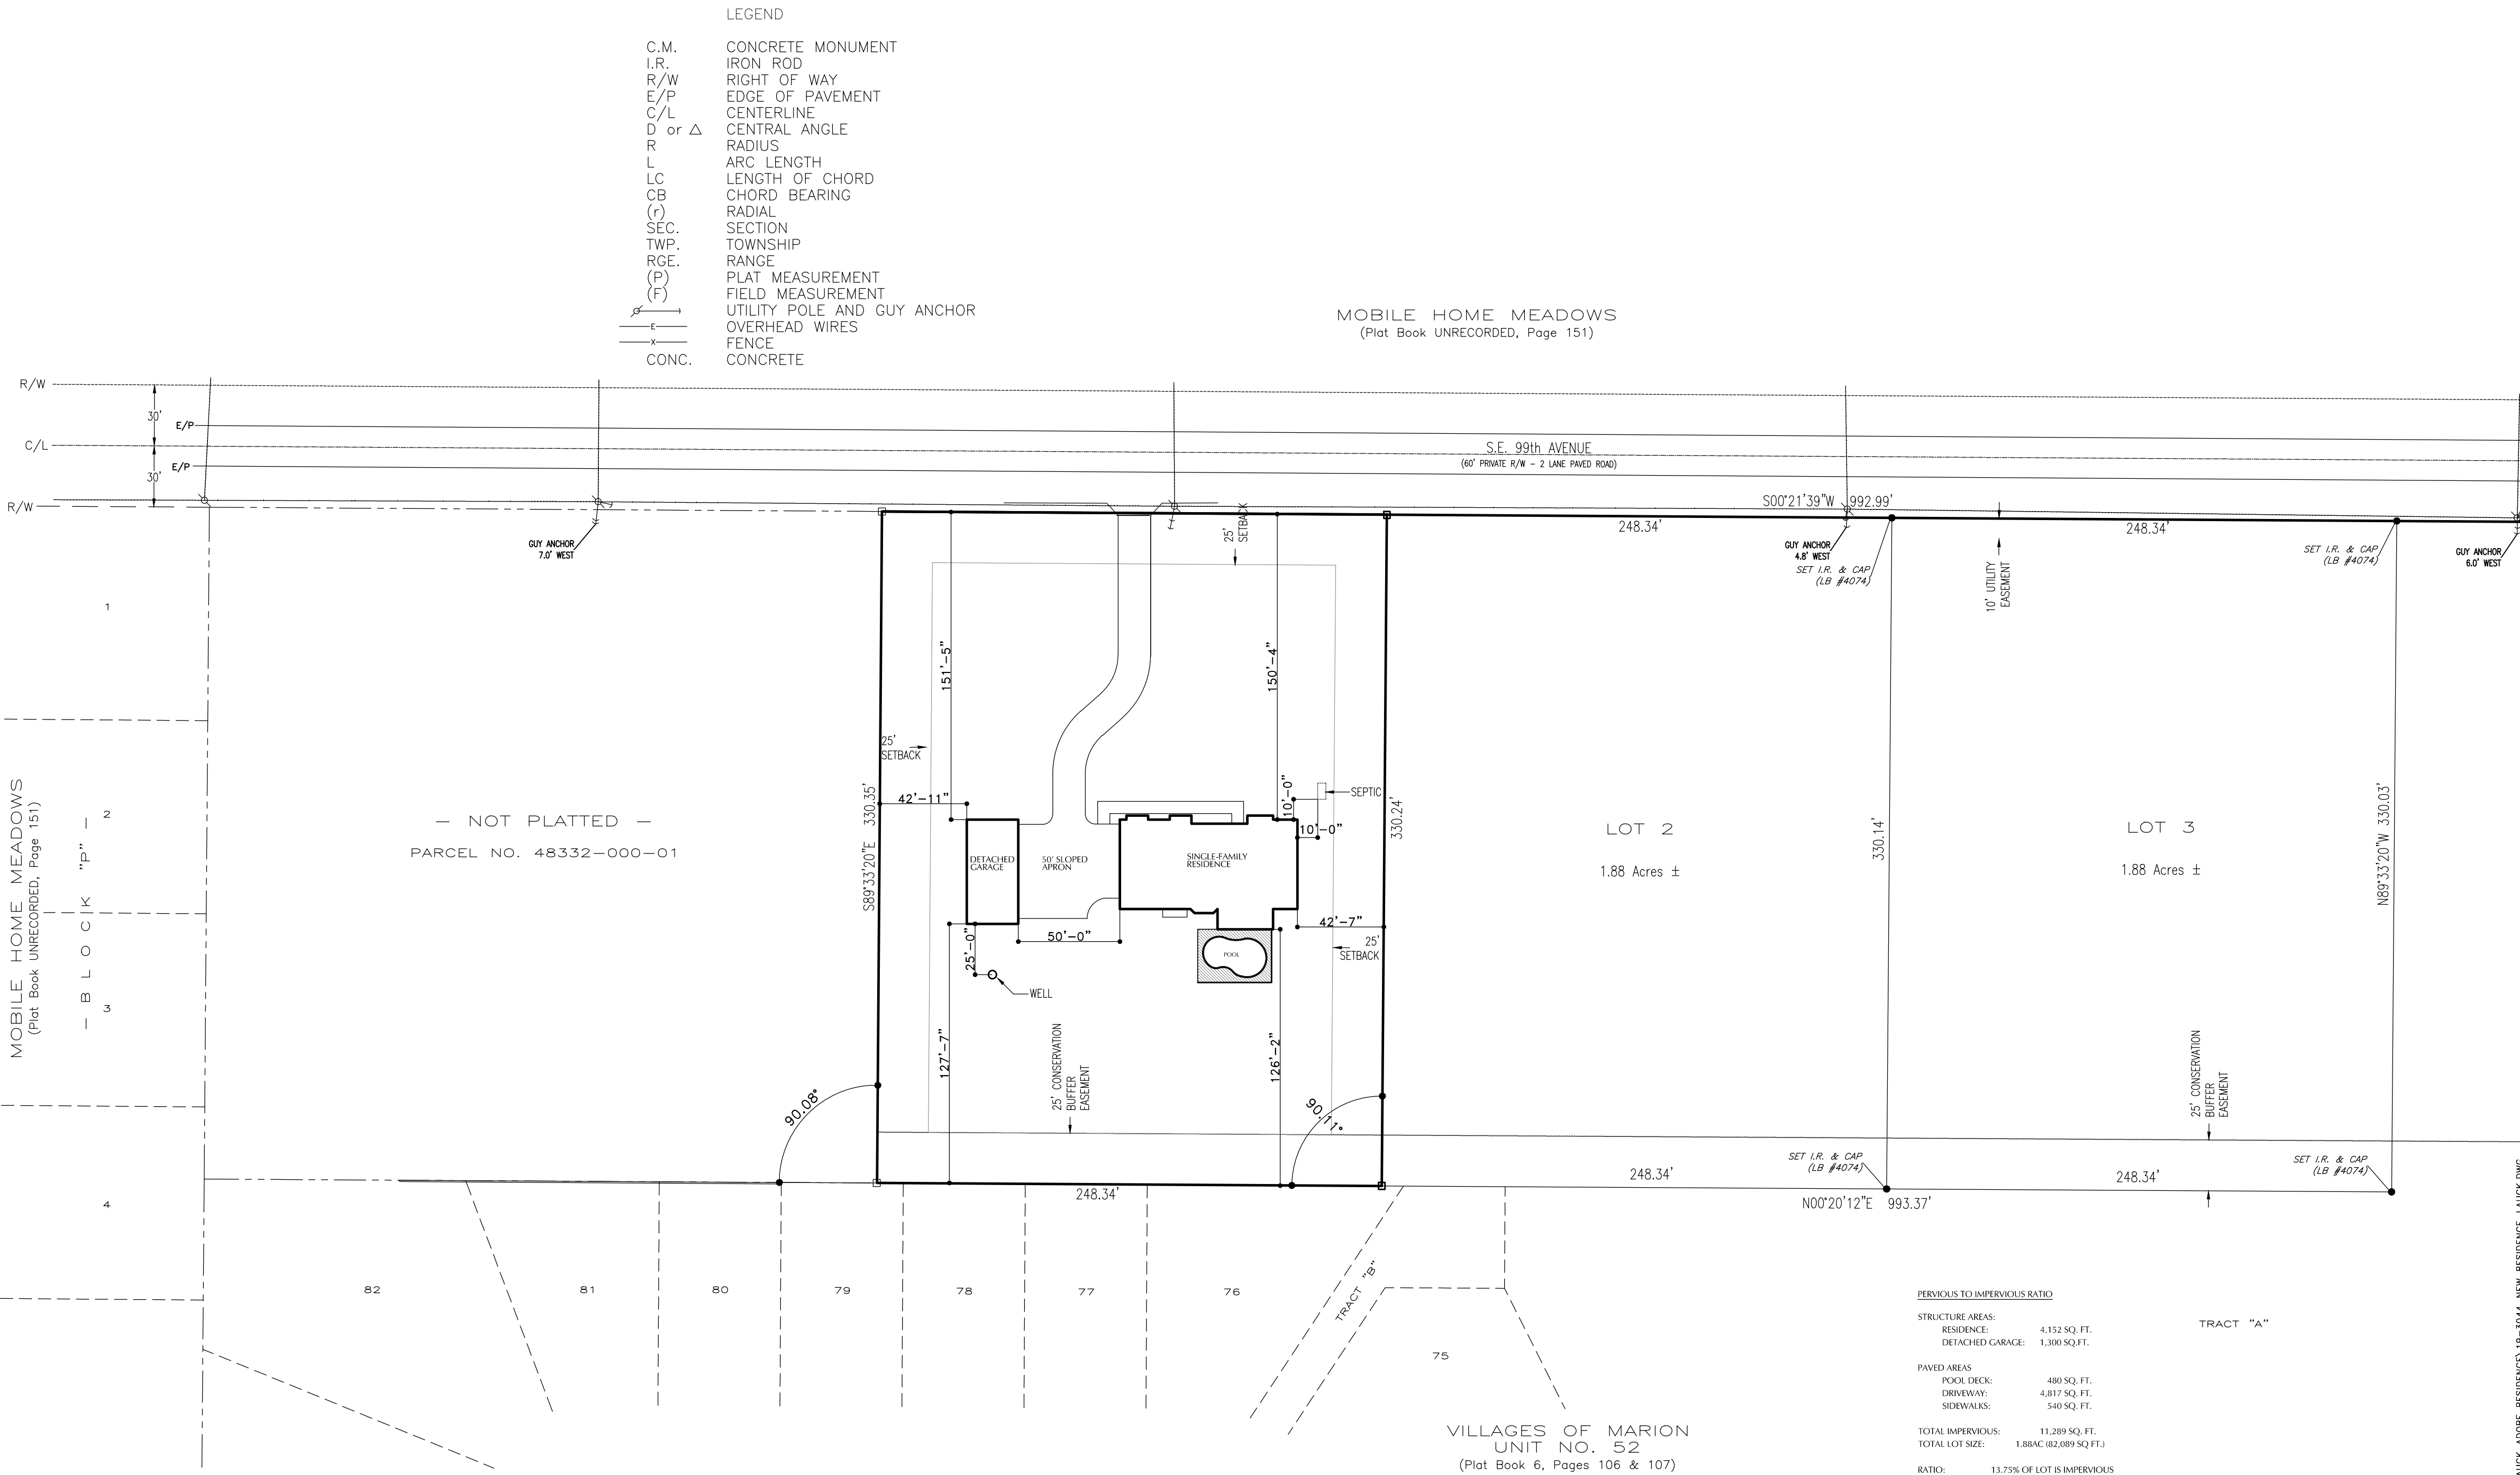 LEGEND
C.M. CONCRETE MONUMENT
I.R. IRON ROD
R/W RIGHT OF WAY
E/P EDGE OF PAVEMENT
C/L CENTERLINE
D or △ CENTRAL ANGLE
R RADIUS
L ARC LENGTH
LC LENGTH OF CHORD
CB CHORD BEARING
(r) RADIAL
SEC. SECTION
TWP. TOWNSHIP
RGE. RANGE
(P) PLAT MEASUREMENT
(F) FIELD MEASUREMENT
UTILITY POLE AND GUY ANCHOR
E OVERHEAD WIRES
X FENCE
CONC. CONCRETE
MOBILE HOME MEADOWS
(Plat Book UNRECORDED, Page 151)
R/W
30'
E/P
C/L
30'
E/P
R/W
S.E. 99th AVENUE
(60' PRIVATE R/W - 2 LANE PAVED ROAD)
S00°21'39"W 992.99'
248.34'
248.34'
GUY ANCHOR
7.0' WEST
25'
SETBACK
GUY ANCHOR
4.8' WEST
SET I.R. & CAP
(LB #4074)
10' UTILITY
EASEMENT
SET I.R. & CAP
(LB #4074)
GUY ANCHOR
6.0' WEST
1
2
3
4
MOBILE HOME MEADOWS
(Plat Book UNRECORDED, Page 151)
- BLOCK "P" -
- NOT PLATTED -
PARCEL NO. 48332-000-01
151'-5"
150'-4"
25'
SETBACK
S89°33'20"E 330.35'
42'-11"
10'-0"
SEPTIC
10'-0"
330.24'
DETACHED
GARAGE
50' SLOPED
APRON
SINGLE-FAMILY
RESIDENCE
42'-7"
25'
SETBACK
50'-0"
25'-0"
WELL
POOL
127'-7"
126'-2"
25' CONSERVATION
BUFFER
EASEMENT
90.08°
90.11°
248.34'
LOT 2
1.88 Acres ±
330.14'
LOT 3
1.88 Acres ±
N89°33'20"W 330.03'
25' CONSERVATION
BUFFER
EASEMENT
SET I.R. & CAP
(LB #4074)
SET I.R. & CAP
(LB #4074)
248.34'
248.34'
N00°20'12"E 993.37'
82
81
80
79
78
77
76
TRACT "B"
75
TRACT "A"
VILLAGES OF MARION
UNIT NO. 52
(Plat Book 6, Pages 106 & 107)
PERVIOUS TO IMPERVIOUS RATIO
STRUCTURE AREAS:
RESIDENCE: 4,152 SQ. FT.
DETACHED GARAGE: 1,300 SQ.FT.
PAVED AREAS
POOL DECK: 480 SQ. FT.
DRIVEWAY: 4,817 SQ. FT.
SIDEWALKS: 540 SQ. FT.
TOTAL IMPERVIOUS: 11,289 SQ. FT.
TOTAL LOT SIZE: 1.88AC (82,089 SQ FT.)
RATIO: 13.75% OF LOT IS IMPERVIOUS